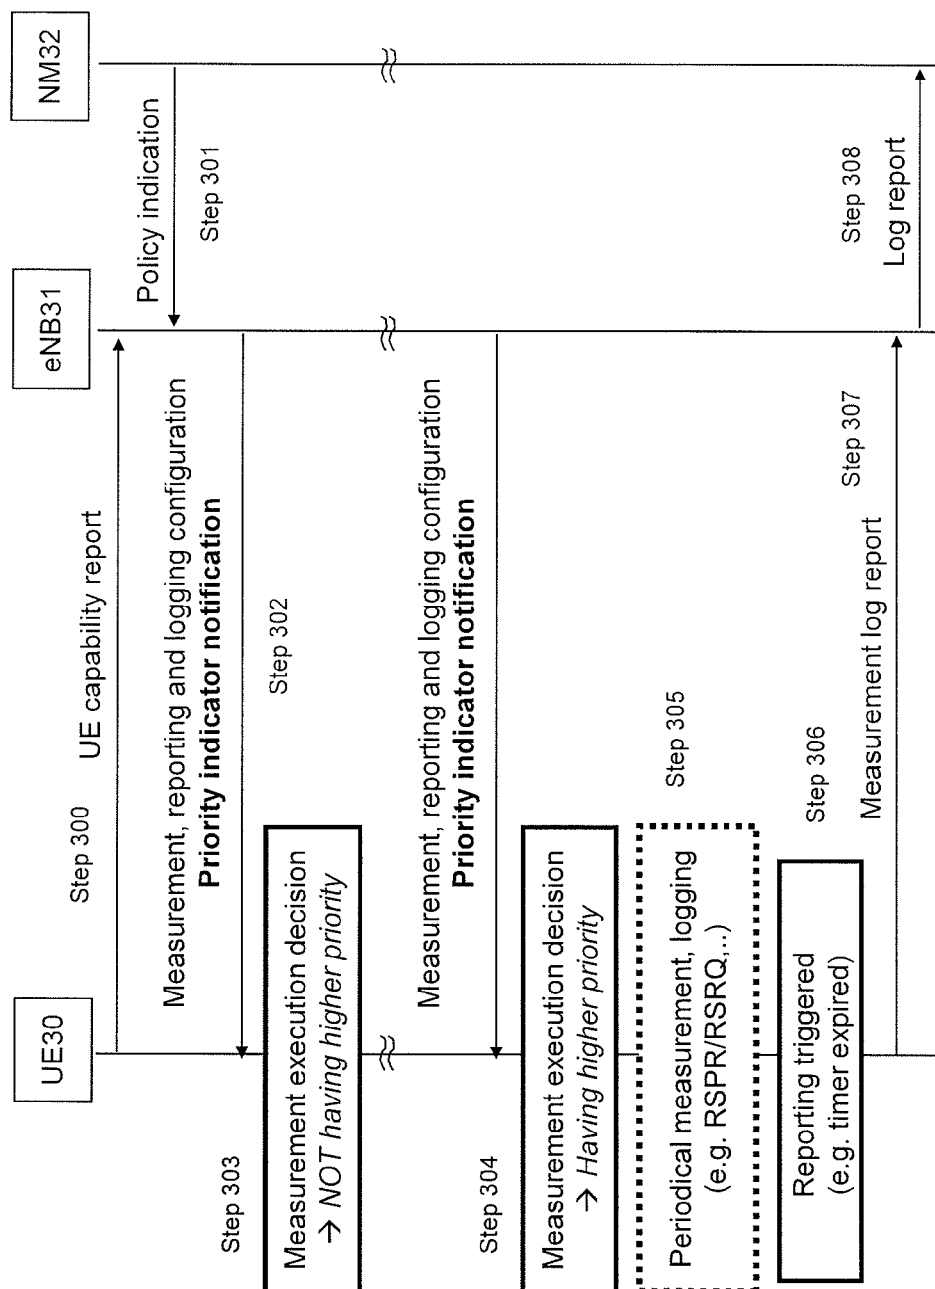 UE30
eNB31
NM32
Step 300
UE capability report
Policy indication
Step 301
Measurement, reporting and logging configuration
Priority indicator notification
Step 302
Step 303
Measurement execution decision
→ NOT having higher priority
Measurement, reporting and logging configuration
Priority indicator notification
Step 304
Measurement execution decision
→ Having higher priority
Step 305
Periodical measurement, logging
(e.g. RSPR/RSRQ,..)
Step 306
Reporting triggered
(e.g. timer expired)
Measurement log report
Step 307
Step 308
Log report